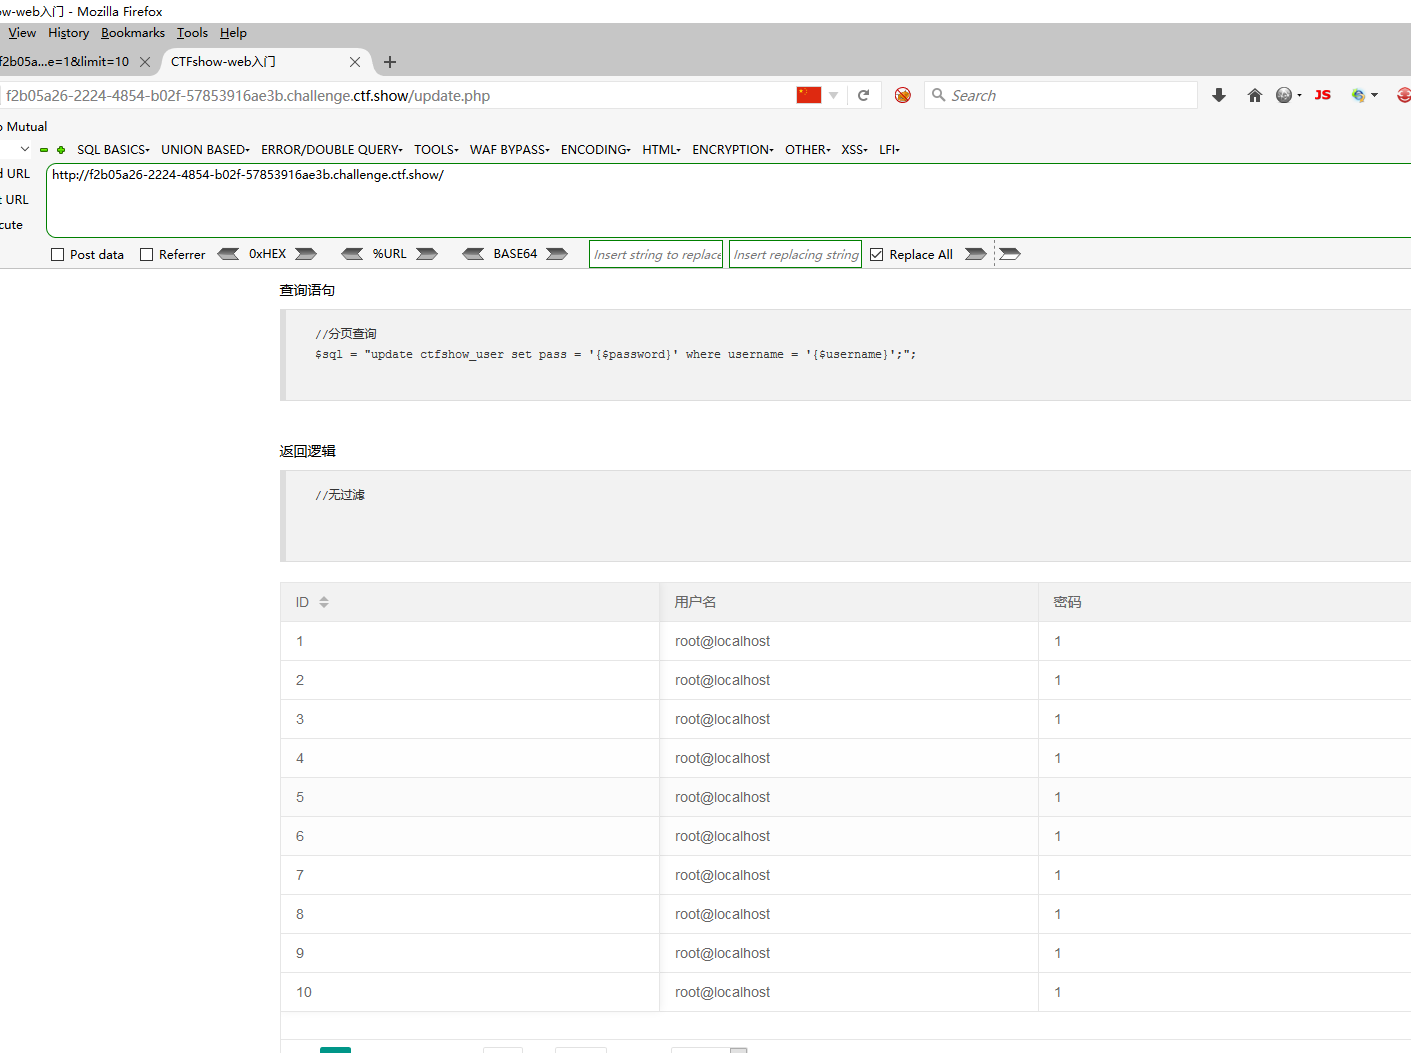 ow-web入门 - Mozilla Firefox
View History Bookmarks Tools Help
f2b05a...e=1&limit=10 CTFshow-web入门
f2b05a26-2224-4854-b02f-57853916ae3b.challenge.ctf.show/update.php Search JS
Mutual
SQL BASICS UNION BASED ERROR/DOUBLE QUERY TOOLS WAF BYPASS ENCODING HTML ENCRYPTION OTHER XSS LFI
URL http://f2b05a26-2224-4854-b02f-57853916ae3b.challenge.ctf.show/
URL
cute
Post data Referrer 0xHEX %URL BASE64 Insert string to replace Insert replacing string Replace All
查询语句
//分页查询
$sql = "update ctfshow_user set pass = '{$password}' where username = '{$username}';";
返回逻辑
//无过滤
ID 用户名 密码
1 root@localhost 1
2 root@localhost 1
3 root@localhost 1
4 root@localhost 1
5 root@localhost 1
6 root@localhost 1
7 root@localhost 1
8 root@localhost 1
9 root@localhost 1
10 root@localhost 1